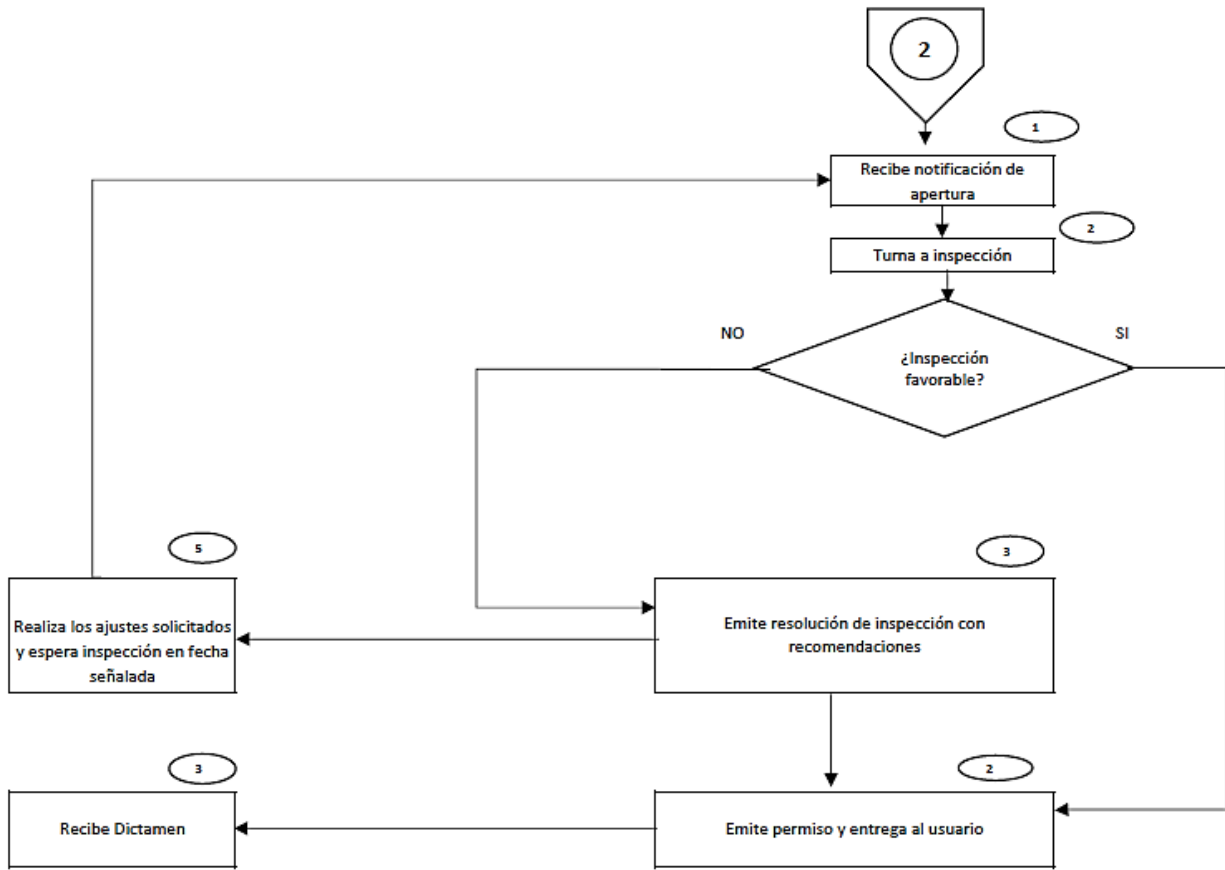 2
1
Recibe notificación de
apertura
2
Turna a inspección
NO
SI
¿Inspección
favorable?
5
3
Realiza los ajustes solicitados
y espera inspección en fecha
señalada
Emite resolución de inspección con
recomendaciones
3
2
Recibe Dictamen
Emite permiso y entrega al usuario